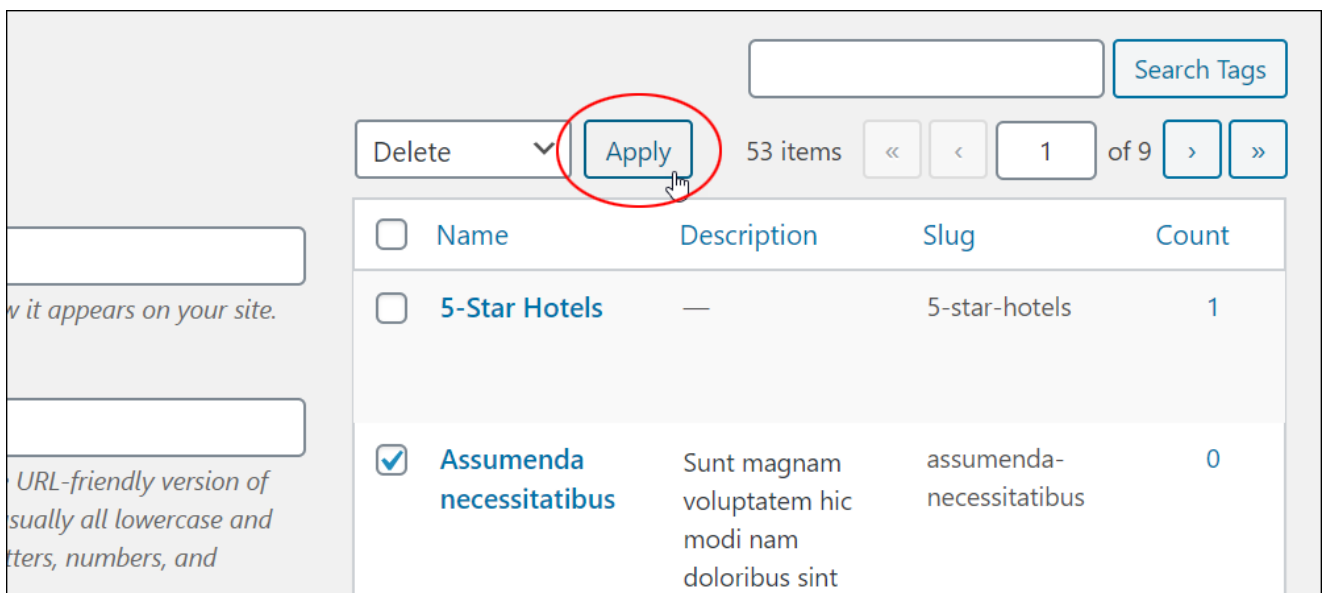 Search Tags
Delete Apply 53 items « ‹ 1 of 9 › »
Name Description Slug Count
it appears on your site.
5-Star Hotels — 5-star-hotels 1
URL-friendly version of
all lowercase and
numbers, and
Assumenda Sunt magnam assumenda- 0
necessitatibus voluptatem hic necessitatibus
modi nam
doloribus sint